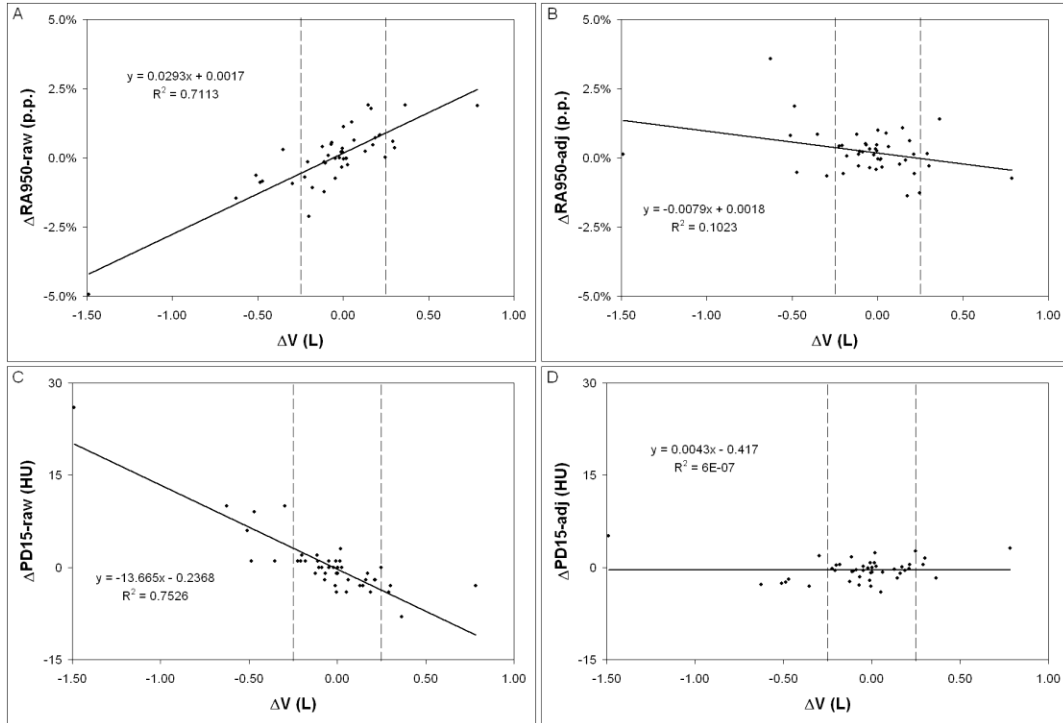 A
5.0%
2.5%
0.0%
-2.5%
-5.0%
ΔRA950-raw (p.p.)
y = 0.0293x + 0.0017
R² = 0.7113
-1.50 -1.00 -0.50 0.00 0.50 1.00
ΔV (L)
B
5.0%
2.5%
0.0%
-2.5%
-5.0%
ΔRA950-adj (p.p.)
y = -0.0079x + 0.0018
R² = 0.1023
-1.50 -1.00 -0.50 0.00 0.50 1.00
ΔV (L)
C
30
15
0
-15
ΔPD15-raw (HU)
y = -13.665x - 0.2368
R² = 0.7526
-1.50 -1.00 -0.50 0.00 0.50 1.00
ΔV (L)
D
30
15
0
-15
ΔPD15-adj (HU)
y = 0.0043x - 0.417
R² = 6E-07
-1.50 -1.00 -0.50 0.00 0.50 1.00
ΔV (L)